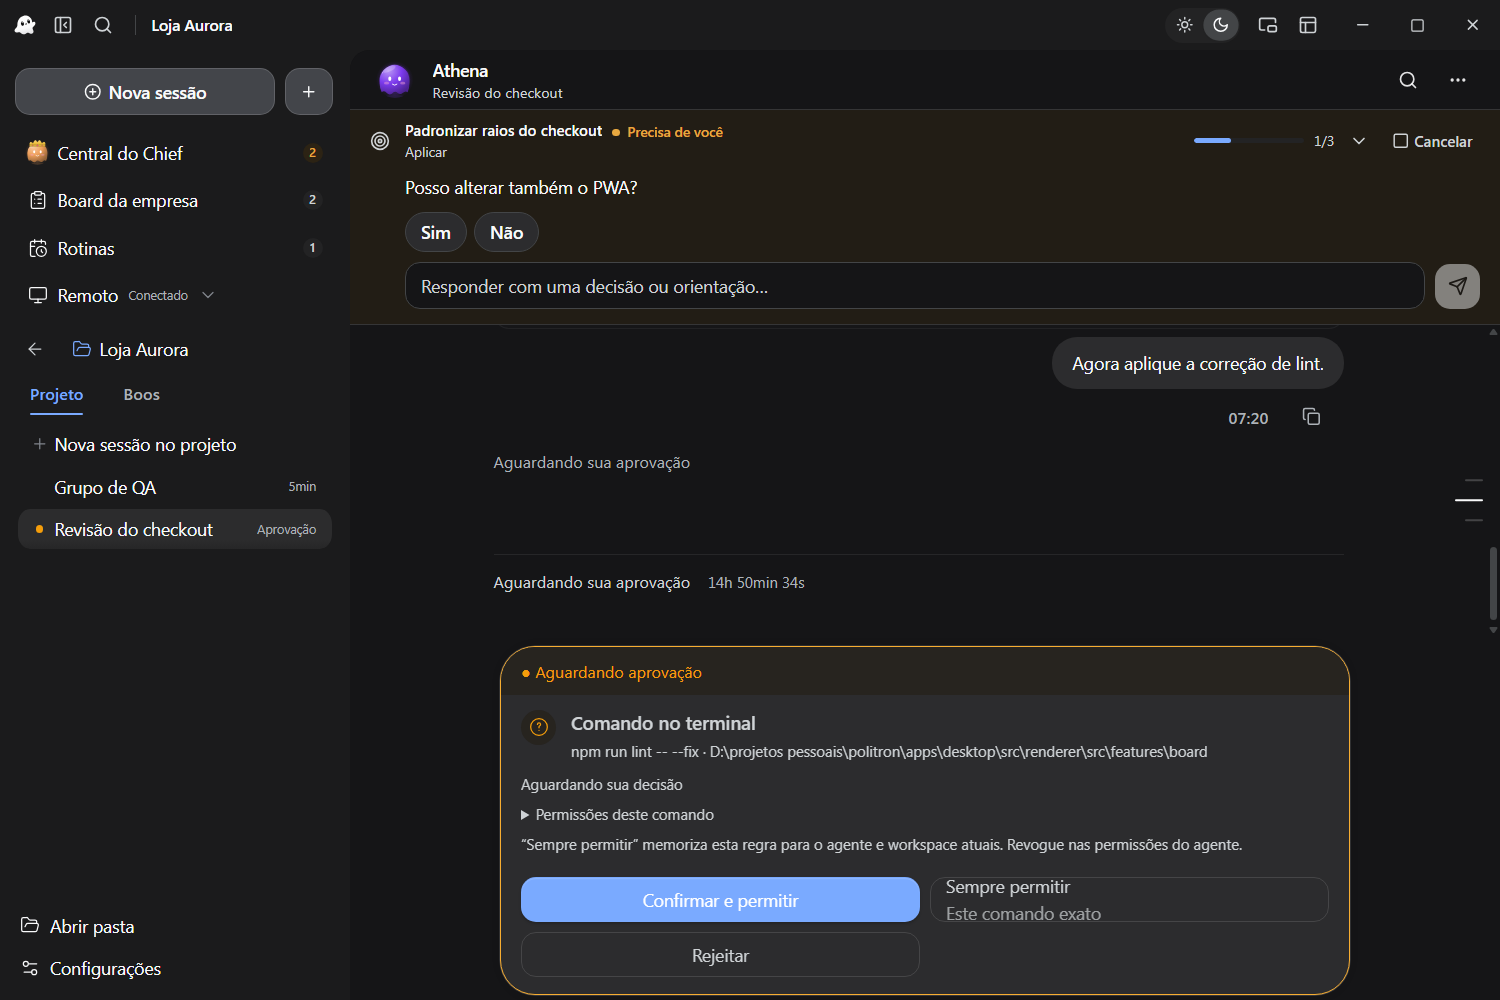 Loja Aurora
Nova sessão
Central do Chief 2
Board da empresa 2
Rotinas 1
Remoto Conectado
Loja Aurora
Projeto Boos
Nova sessão no projeto
Grupo de QA 5min
Revisão do checkout Aprovação
Abrir pasta
Configurações
Athena
Revisão do checkout
Padronizar raios do checkout Precisa de você
Aplicar
1/3 Cancelar
Posso alterar também o PWA?
Sim Não
Responder com uma decisão ou orientação...
Agora aplique a correção de lint.
07:20
Aguardando sua aprovação
Aguardando sua aprovação 14h 50min 34s
Aguardando aprovação
Comando no terminal
npm run lint -- --fix · D:\projetos pessoais\politron\apps\desktop\src\renderer\src\features\board
Aguardando sua decisão
Permissões deste comando
“Sempre permitir” memoriza esta regra para o agente e workspace atuais. Revogue nas permissões do agente.
Confirmar e permitir
Sempre permitir
Este comando exato
Rejeitar